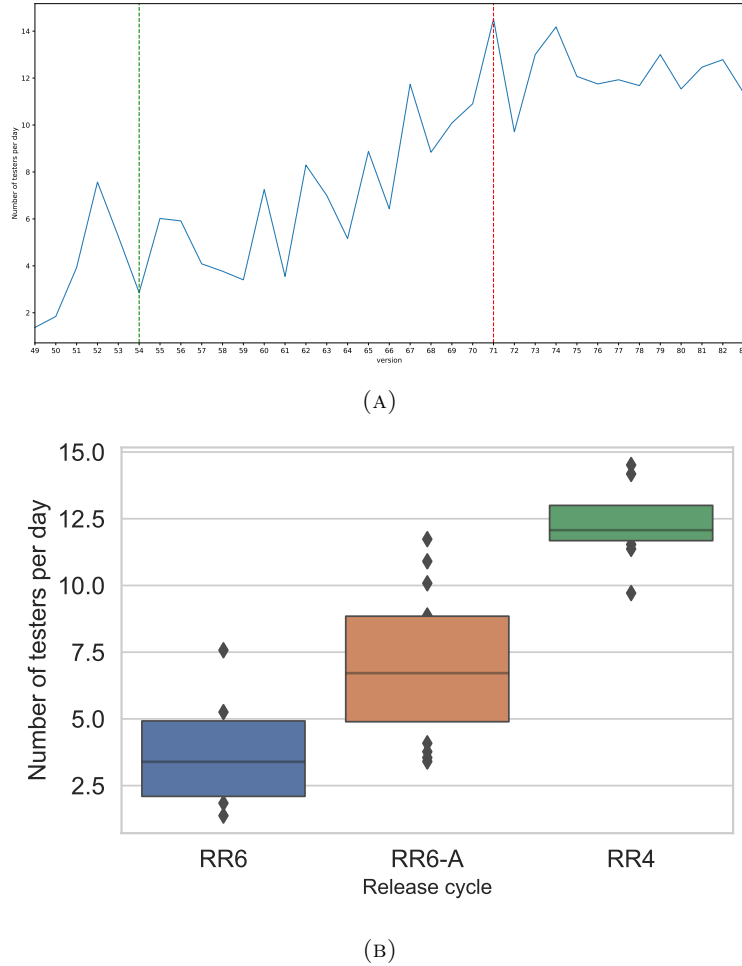 14
12
10
8
6
4
2
Number of testers per day
49 50 51 52 53 54 55 56 57 58 59 60 61 62 63 64 65 66 67 68 69 70 71 72 73 74 75 76 77 78 79 80 81 82
version
(A)
15.0
12.5
10.0
7.5
5.0
2.5
Number of testers per day
RR6 RR6-A RR4
Release cycle
(B)